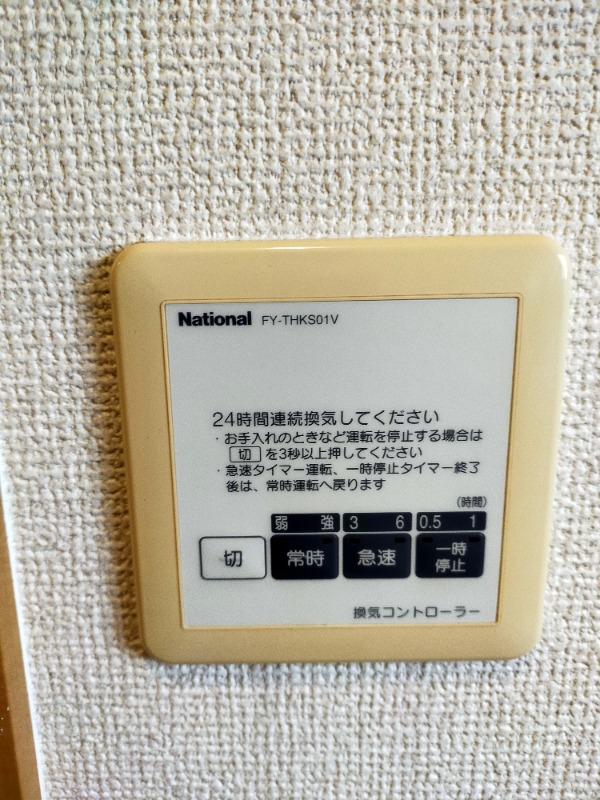 National FY-THKS01V
24時間連続換気してください
・お手入れのときなど運転を停止する場合は
切 を3秒以上押してください
・急速タイマー運転、一時停止タイマー終了
後は、常時運転へ戻ります
(時間)
弱 強 3 6 0.5 1
切 常時 急速 一時
停止
換気コントローラー